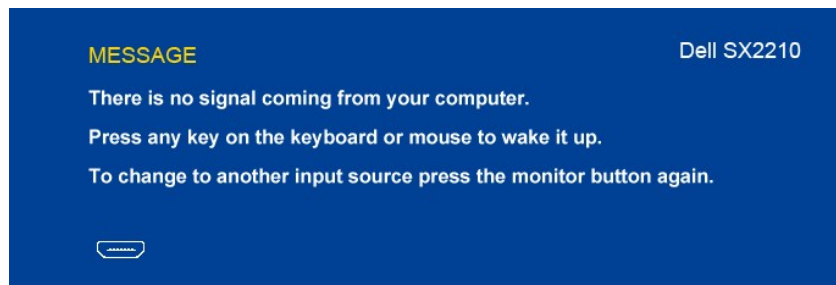 MESSAGE
Dell SX2210
There is no signal coming from your computer.
Press any key on the keyboard or mouse to wake it up.
To change to another input source press the monitor button again.